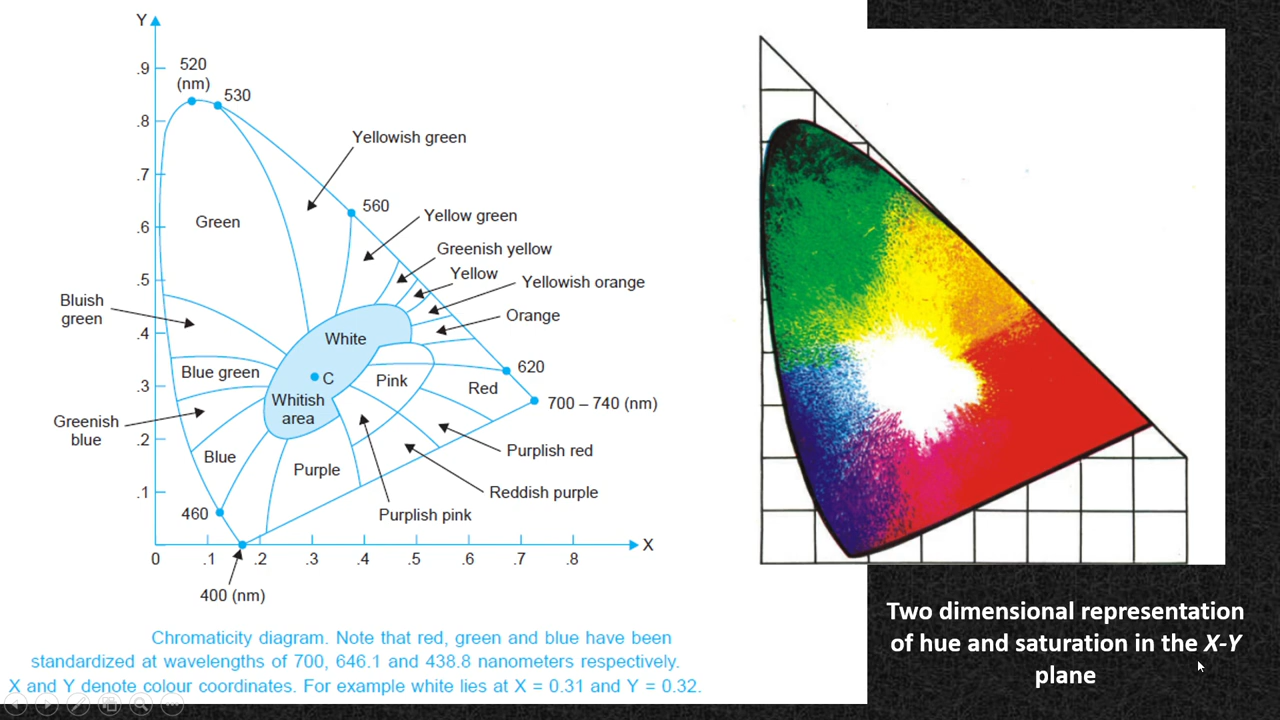 Y
.9
520
(nm)
530
.8
Yellowish green
.7
560
Yellow green
.6
Green
Greenish yellow
Yellow
.5
Yellowish orange
Bluish
green
Orange
.4
White
620
Blue green
C
Pink
.3
Red
Whitish
area
700 – 740 (nm)
Greenish
blue
.2
Blue
Purplish red
Purple
.1
Reddish purple
460
Purplish pink
0
.1
.2
.3
.4
.5
.6
.7
.8
X
400 (nm)
Chromaticity diagram. Note that red, green and blue have been
standardized at wavelengths of 700, 646.1 and 438.8 nanometers respectively.
X and Y denote colour coordinates. For example white lies at X = 0.31 and Y = 0.32.
Two dimensional representation
of hue and saturation in the X-Y
plane